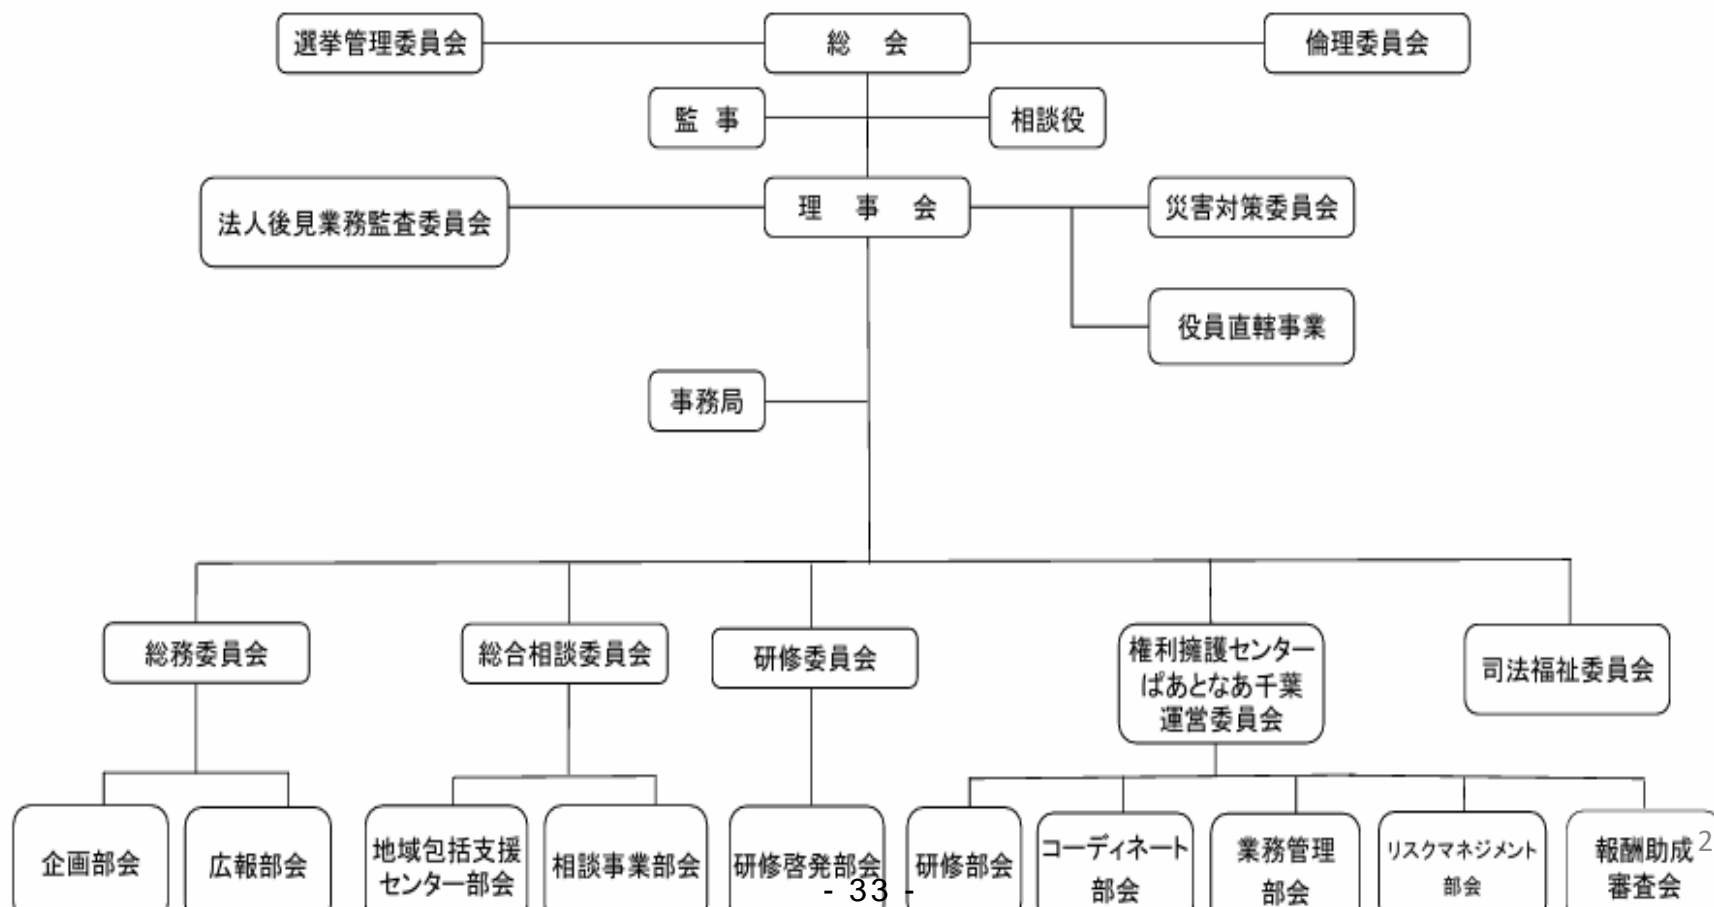 選挙管理委員会
総　会
倫理委員会
監 事
相談役
法人後見業務監査委員会
理　事　会
災害対策委員会
役員直轄事業
事務局
総務委員会
総合相談委員会
研修委員会
権利擁護センター
ぱあとなあ千葉
運営委員会
司法福祉委員会
企画部会
広報部会
地域包括支援
センター部会
相談事業部会
研修啓発部会
研修部会
コーディネート
部会
業務管理
部会
リスクマネジメント
部会
報酬助成
審査会
2
- 33 -